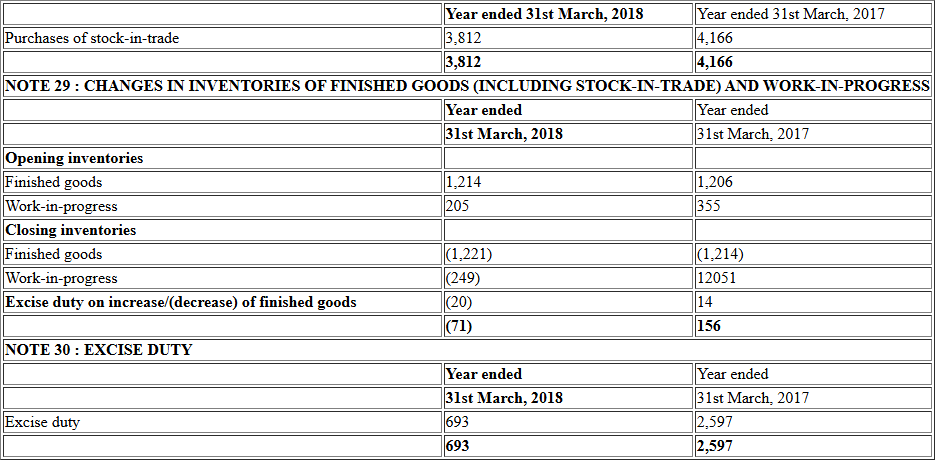 Year ended 31st March, 2018 Year ended 31st March, 2017
Purchases of stock-in-trade 3,812 4,166
3,812 4,166
NOTE 29 : CHANGES IN INVENTORIES OF FINISHED GOODS (INCLUDING STOCK-IN-TRADE) AND WORK-IN-PROGRESS
Year ended Year ended
31st March, 2018 31st March, 2017
Opening inventories
Finished goods 1,214 1,206
Work-in-progress 205 355
Closing inventories
Finished goods (1,221) (1,214)
Work-in-progress (249) 12051
Excise duty on increase/(decrease) of finished goods (20) 14
(71) 156
NOTE 30 : EXCISE DUTY
Year ended Year ended
31st March, 2018 31st March, 2017
Excise duty 693 2,597
693 2,597